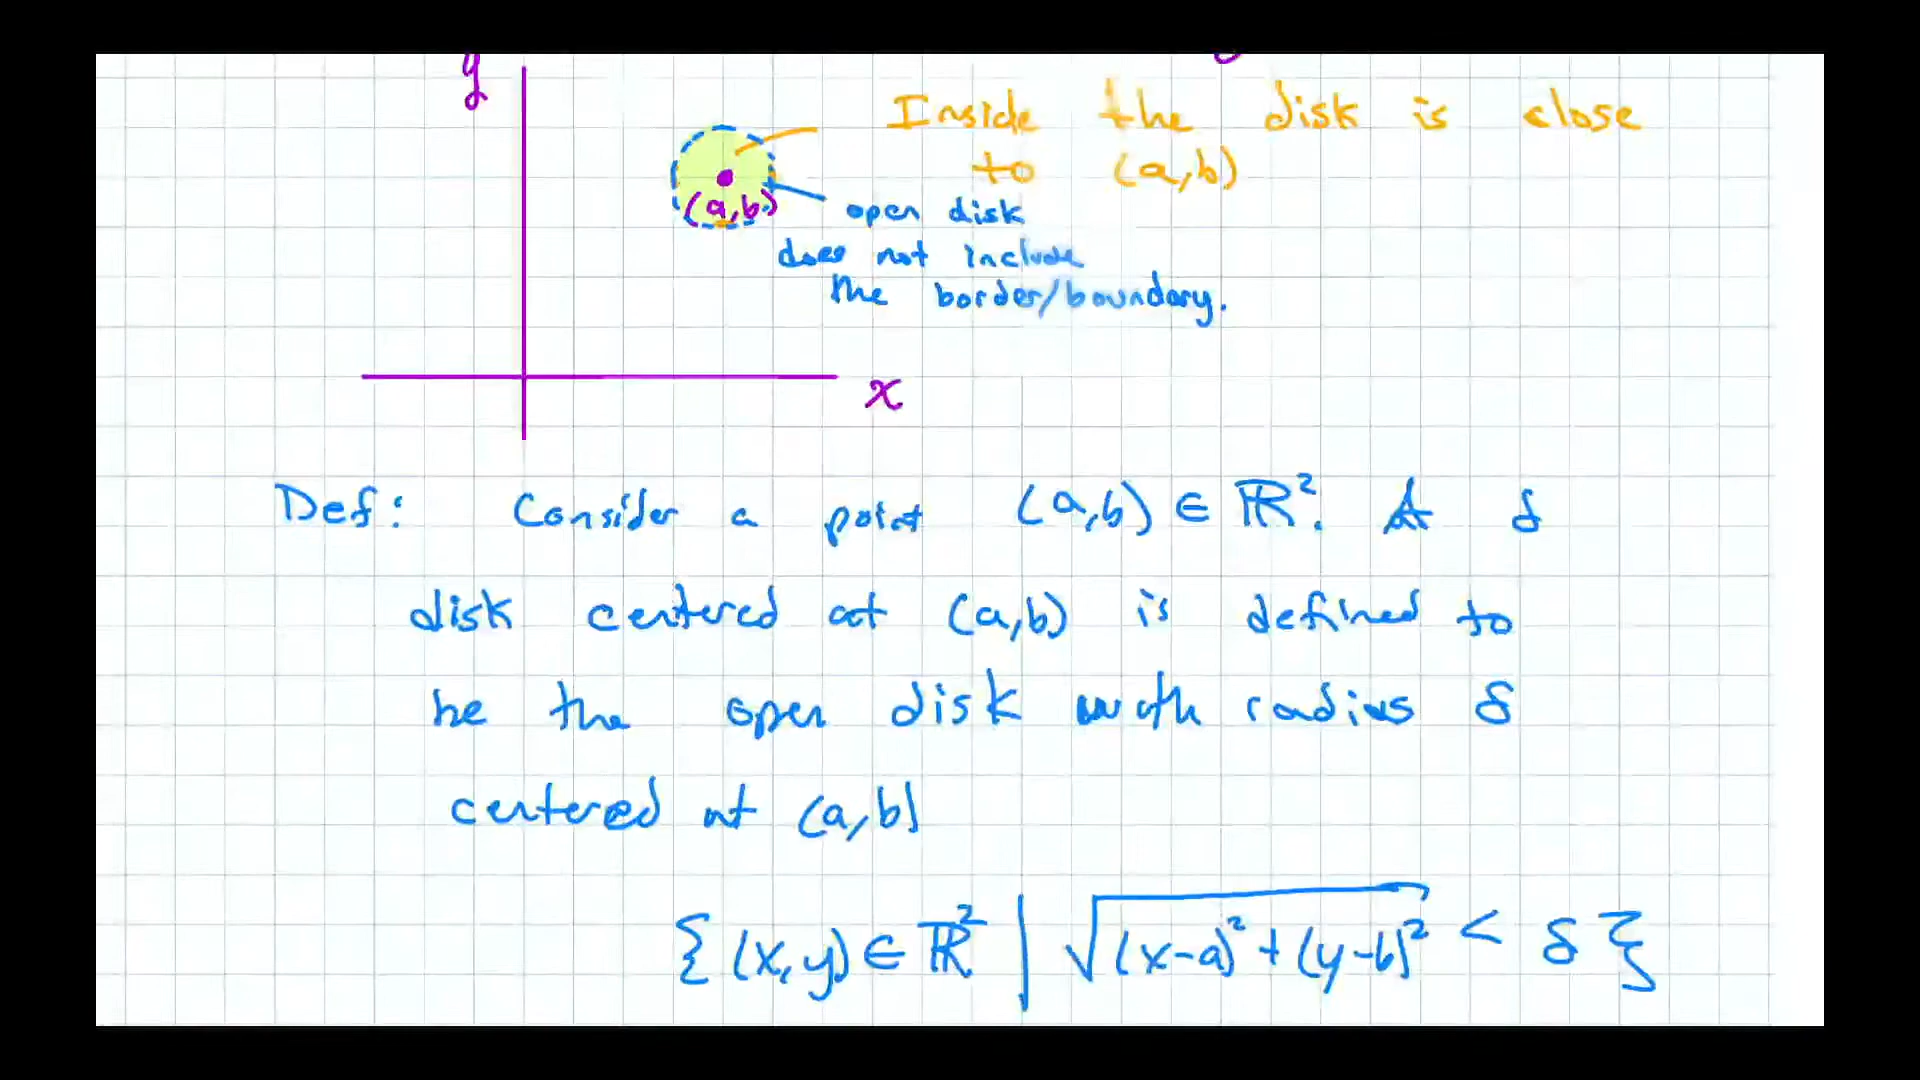 y
Inside the disk is close
to (a,b)
(a,b)
open disk
does not include
the border/boundary.
x
Def: Consider a point (a,b) ∈ ℝ². A δ
disk centered at (a,b) is defined to
be the open disk with radius δ
centered at (a,b)
{(x,y) ∈ ℝ² | √((x-a)² + (y-b)²) < δ}